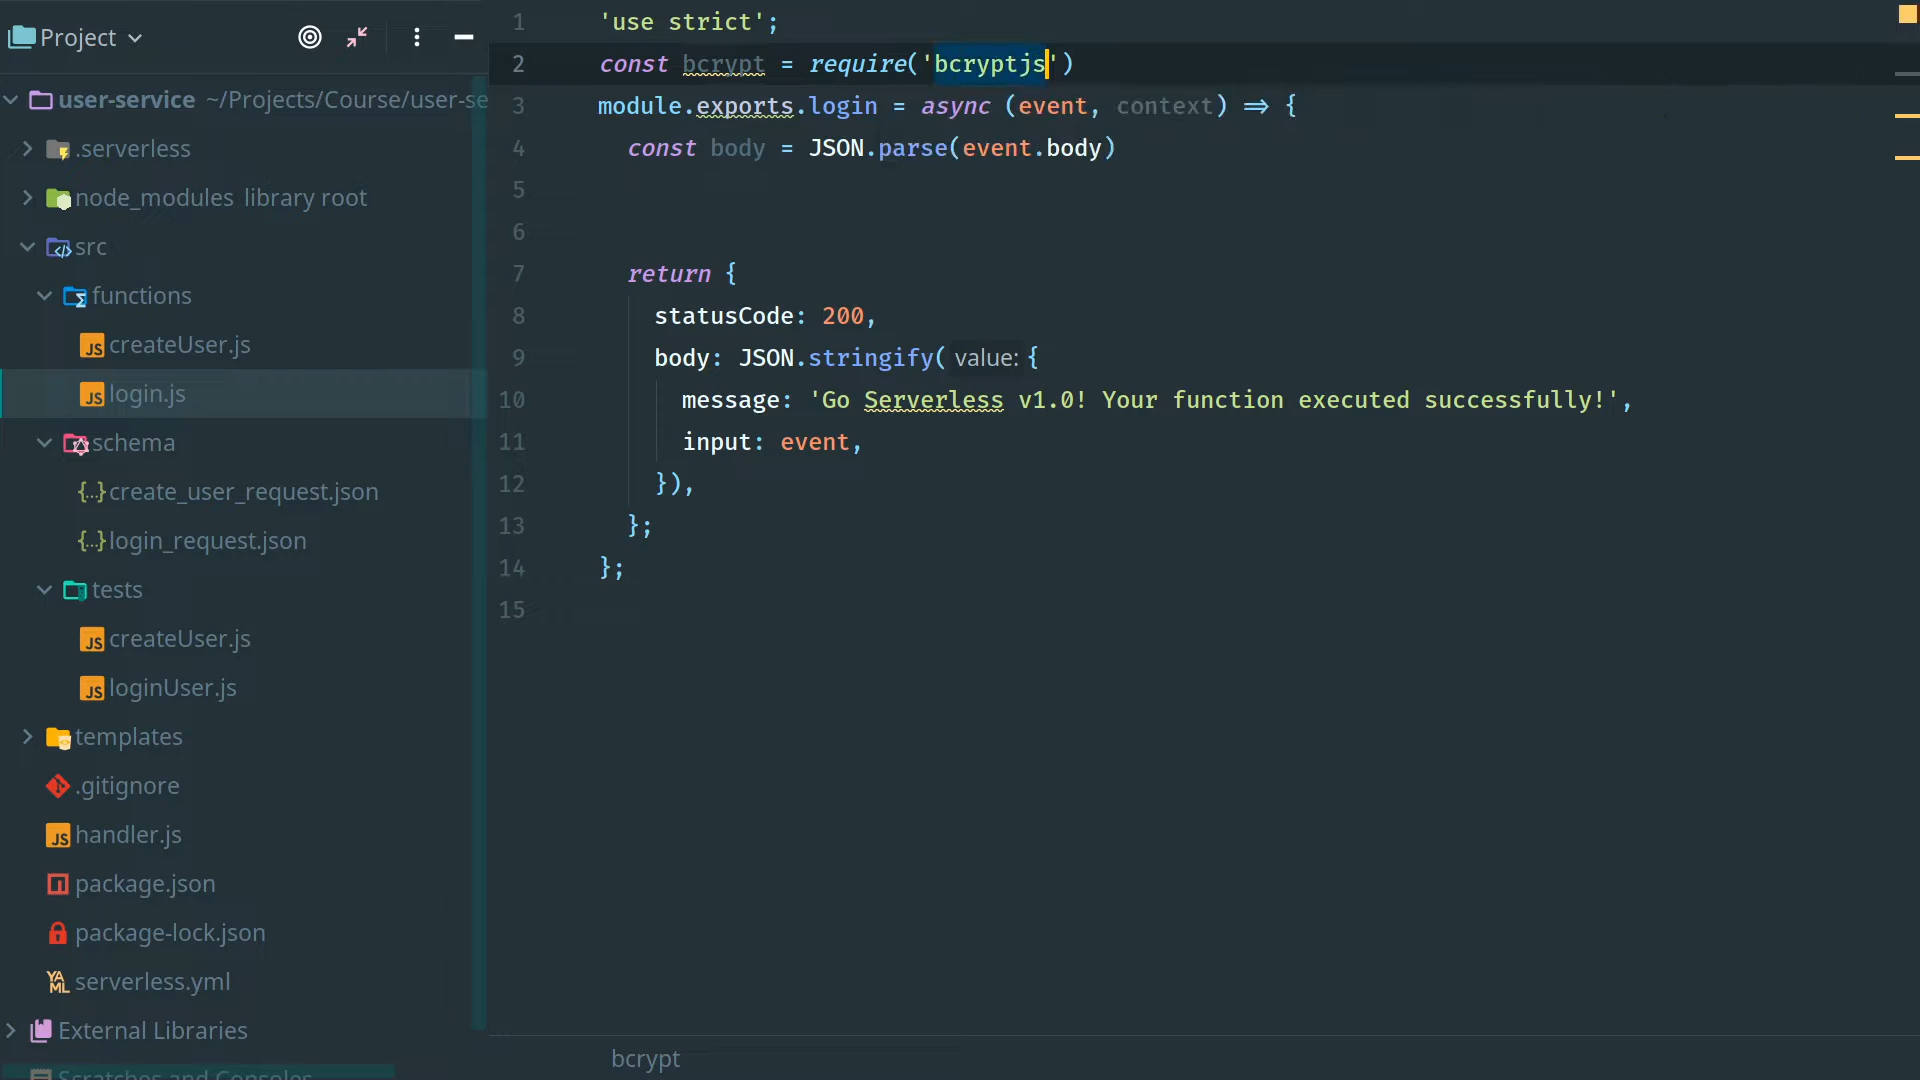 Project
user-service ~/Projects/Course/user-se
.serverless
node_modules library root
src
functions
createUser.js
login.js
schema
create_user_request.json
login_request.json
tests
createUser.js
loginUser.js
templates
.gitignore
handler.js
package.json
package-lock.json
serverless.yml
External Libraries
Scratches and Consoles
1 'use strict';
2 const bcrypt = require('bcryptjs')
3 module.exports.login = async (event, context) => {
4 const body = JSON.parse(event.body)
5
6
7 return {
8 statusCode: 200,
9 body: JSON.stringify( value: {
10 message: 'Go Serverless v1.0! Your function executed successfully!',
11 input: event,
12 }),
13 };
14 };
15
bcrypt